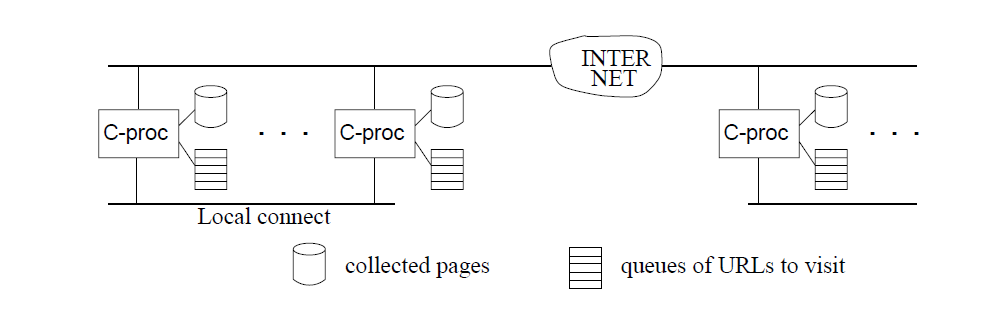 INTER
NET
C-proc
. . .
C-proc
C-proc
. . .
Local connect
collected pages
queues of URLs to visit